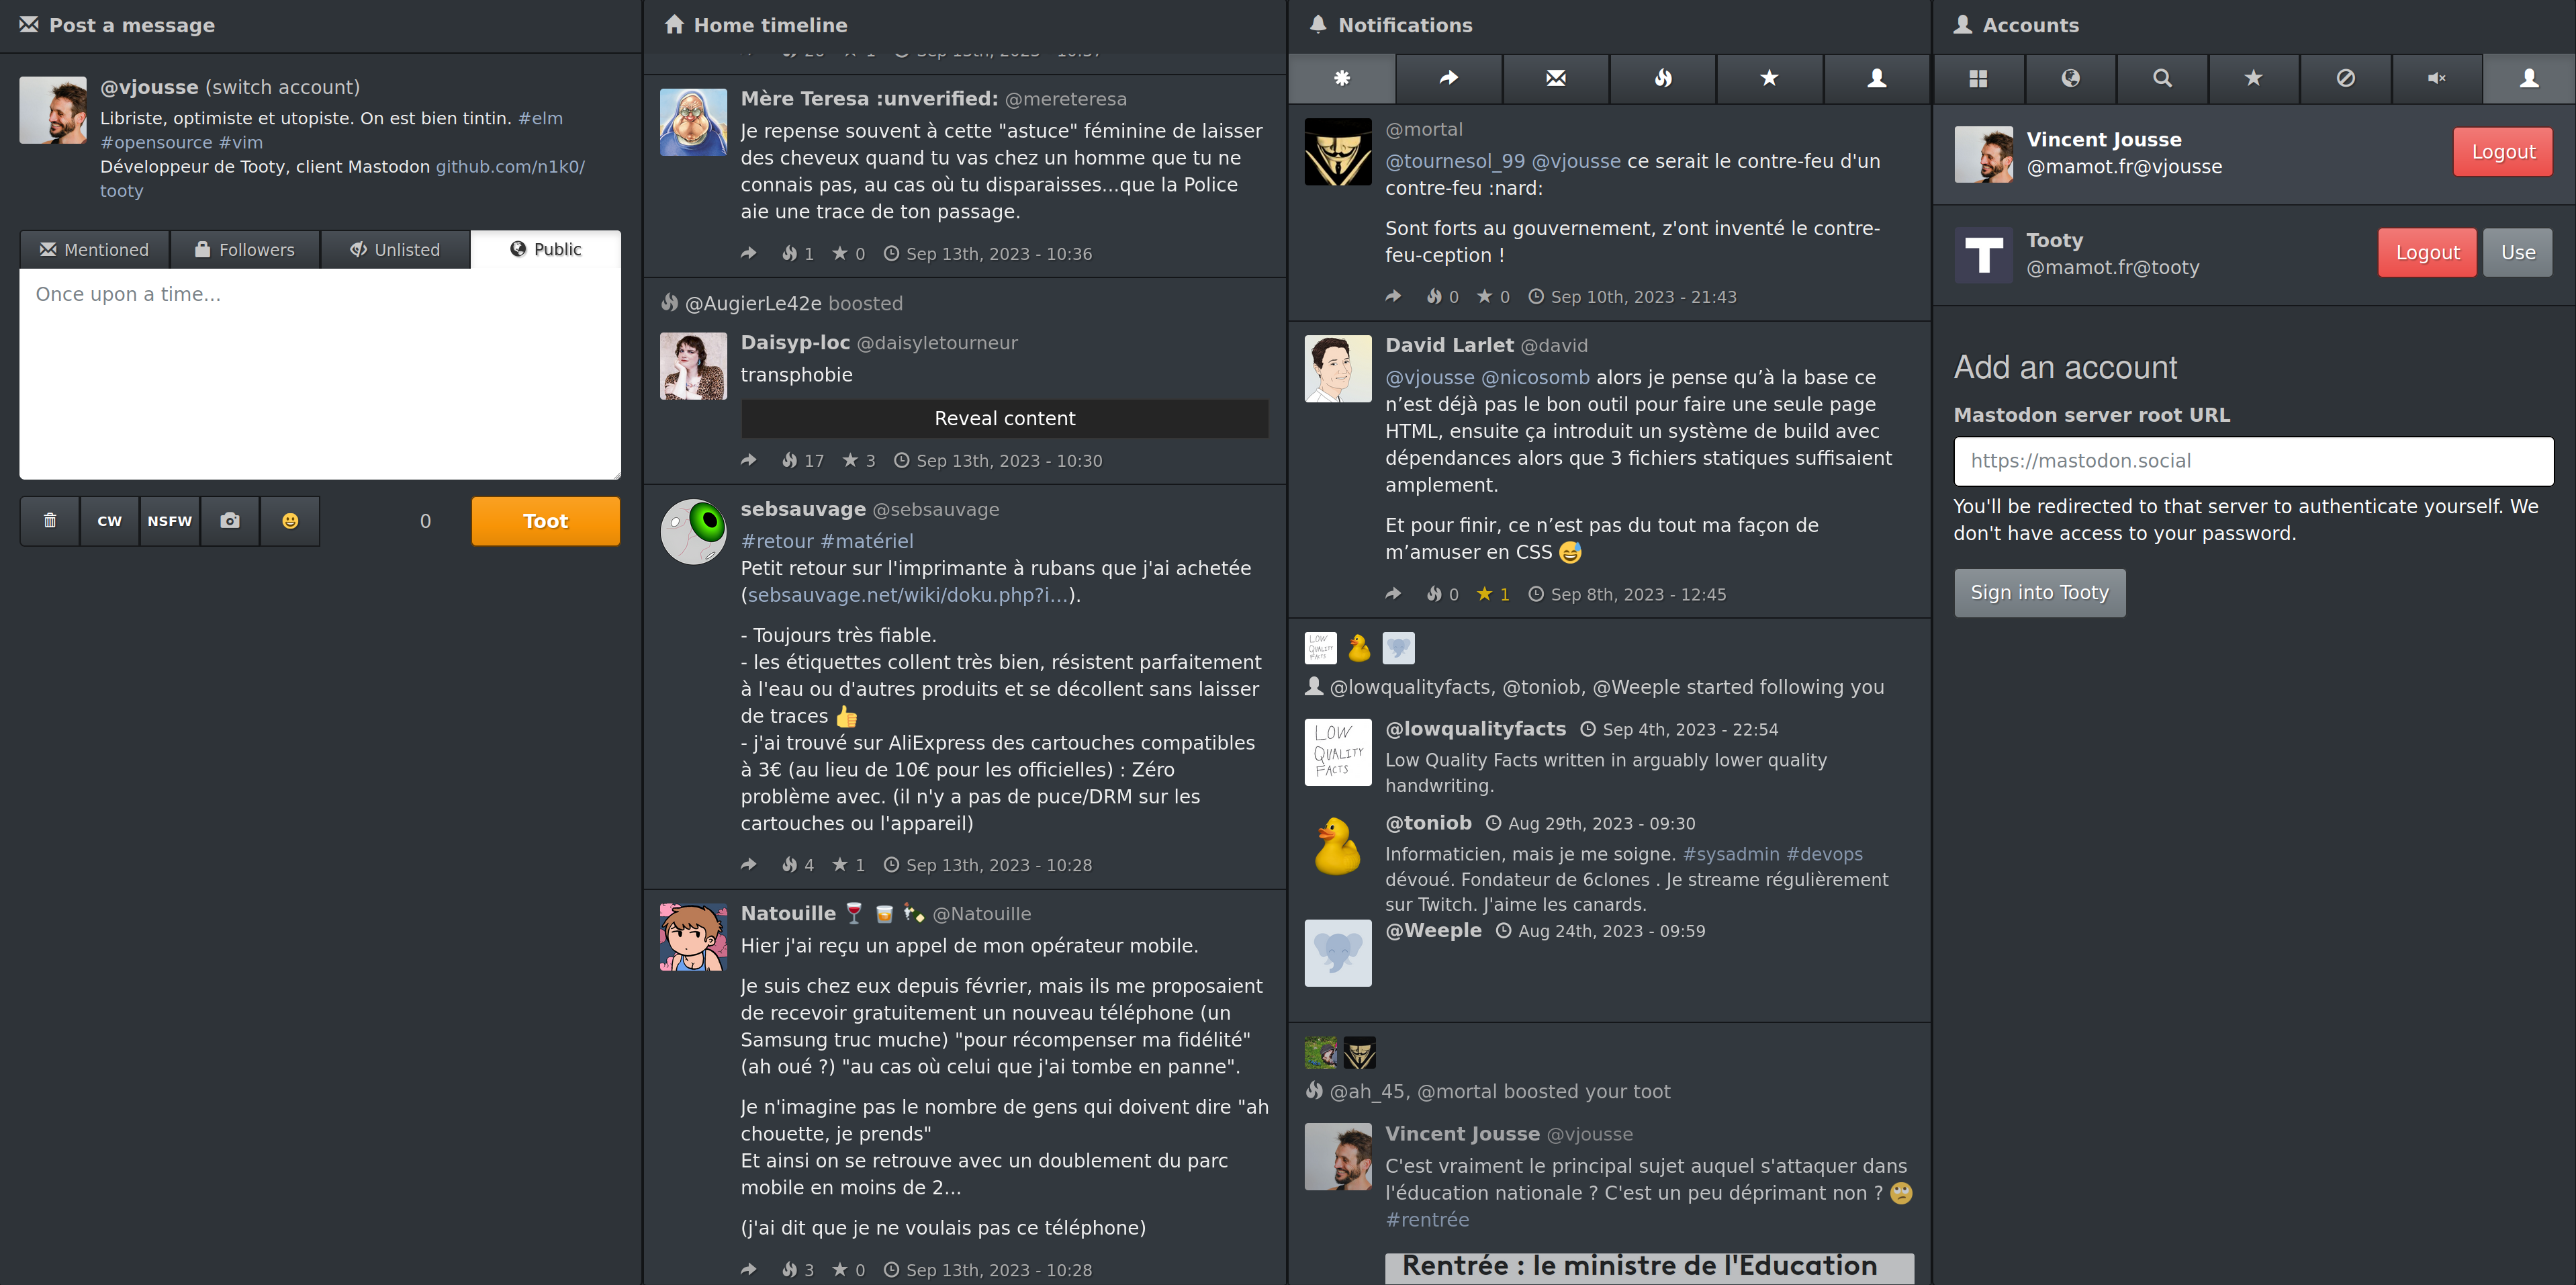 Post a message
@vjousse (switch account)
Libriste, optimiste et utopiste. On est bien tintin. #elm
#opensource #vim
Développeur de Tooty, client Mastodon github.com/n1k0/
tooty
Mentioned
Followers
Unlisted
Public
Once upon a time...
CW
NSFW
0
Toot
Home timeline
Sep 13th, 2023 - 10:37
Mère Teresa :unverified: @mereteresa
Je repense souvent à cette "astuce" féminine de laisser
des cheveux quand tu vas chez un homme que tu ne
connais pas, au cas où tu disparaisses...que la Police
aie une trace de ton passage.
1 0 Sep 13th, 2023 - 10:36
@AugierLe42e boosted
Daisyp-loc @daisyletourneur
transphobie
Reveal content
17 3 Sep 13th, 2023 - 10:30
sebsauvage @sebsauvage
#retour #matériel
Petit retour sur l'imprimante à rubans que j'ai achetée
(sebsauvage.net/wiki/doku.php?i...).
- Toujours très fiable.
- les étiquettes collent très bien, résistent parfaitement
à l'eau ou d'autres produits et se décollent sans laisser
de traces 👍
- j'ai trouvé sur AliExpress des cartouches compatibles
à 3€ (au lieu de 10€ pour les officielles) : Zéro
problème avec. (il n'y a pas de puce/DRM sur les
cartouches ou l'appareil)
4 1 Sep 13th, 2023 - 10:28
Natouille 🍷 🥃 🍾 @Natouille
Hier j'ai reçu un appel de mon opérateur mobile.
Je suis chez eux depuis février, mais ils me proposaient
de recevoir gratuitement un nouveau téléphone (un
Samsung truc muche) "pour récompenser ma fidélité"
(ah oué ?) "au cas où celui que j'ai tombe en panne".
Je n'imagine pas le nombre de gens qui doivent dire "ah
chouette, je prends"
Et ainsi on se retrouve avec un doublement du parc
mobile en moins de 2...
(j'ai dit que je ne voulais pas ce téléphone)
3 0 Sep 13th, 2023 - 10:28
Notifications
@mortal
@tournesol_99 @vjousse ce serait le contre-feu d'un
contre-feu :nard:
Sont forts au gouvernement, z'ont inventé le contre-
feu-ception !
0 0 Sep 10th, 2023 - 21:43
David Larlet @david
@vjousse @nicosomb alors je pense qu’à la base ce
n’est déjà pas le bon outil pour faire une seule page
HTML, ensuite ça introduit un système de build avec
dépendances alors que 3 fichiers statiques suffisaient
amplement.
Et pour finir, ce n’est pas du tout ma façon de
m’amuser en CSS 😅
0 1 Sep 8th, 2023 - 12:45
LOW QUALITY FACTS
@lowqualityfacts, @toniob, @Weeple started following you
LOW
QUALITY
FACTS
@lowqualityfacts Sep 4th, 2023 - 22:54
Low Quality Facts written in arguably lower quality
handwriting.
@toniob Aug 29th, 2023 - 09:30
Informaticien, mais je me soigne. #sysadmin #devops
dévoué. Fondateur de 6clones . Je streame régulièrement
sur Twitch. J'aime les canards.
@Weeple Aug 24th, 2023 - 09:59
@ah_45, @mortal boosted your toot
Vincent Jousse @vjousse
C'est vraiment le principal sujet auquel s'attaquer dans
l'éducation nationale ? C'est un peu déprimant non ? 🙄
#rentrée
Rentrée : le ministre de l'Education
Accounts
Vincent Jousse
@mamot.fr@vjousse
Logout
T
Tooty
@mamot.fr@tooty
Logout
Use
Add an account
Mastodon server root URL
https://mastodon.social
You'll be redirected to that server to authenticate yourself. We
don't have access to your password.
Sign into Tooty